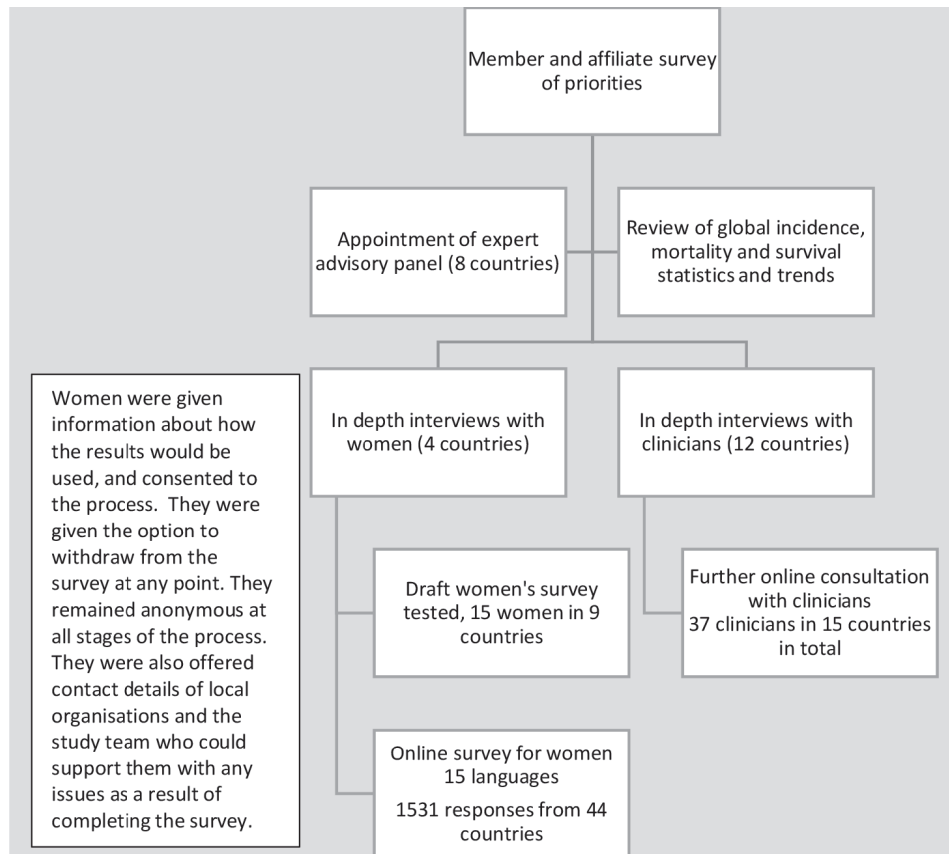 Member and affiliate survey
of priorities
Appointment of expert
advisory panel (8 countries)
Review of global incidence,
mortality and survival
statistics and trends
Women were given
information about how
the results would be
used, and consented to
the process.  They were
given the option to
withdraw from the
survey at any point. They
remained anonymous at
all stages of the process.
They were also offered
contact details of local
organisations and the
study team who could
support them with any
issues as a result of
completing the survey.
In depth interviews with
women (4 countries)
In depth interviews with
clinicians (12 countries)
Draft women's survey
tested, 15 women in 9
countries
Further online consultation
with clinicians
37 clinicians in 15 countries
in total
Online survey for women
15 languages
1531 responses from 44
countries